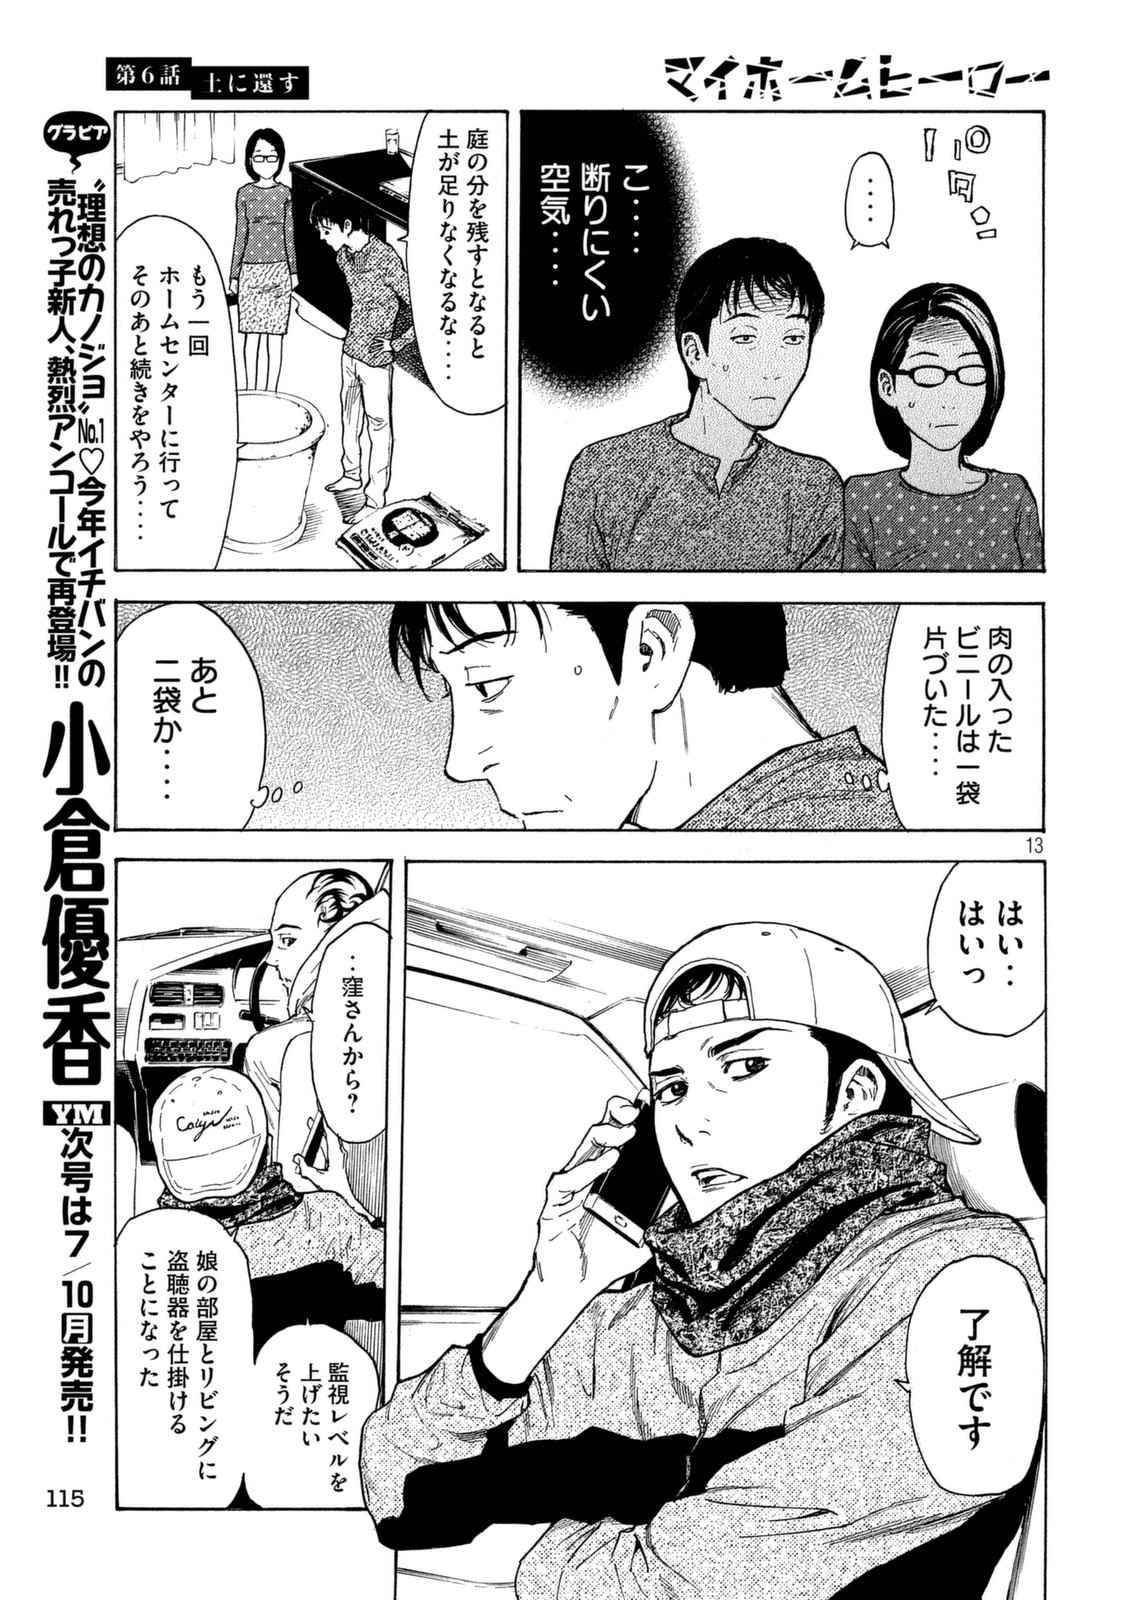 マイホームヒーロー
第6話
土に還す
バ
タ
ン
‥‥
こ‥‥
断りにくい
空気‥‥
庭の分を残すとなると
土が足りなくなるな‥‥
もう一回
ホームセンターに行って
そのあと続きをやろう‥‥
肉の入った
ビニールは一袋
片づいた‥‥
あと
二袋か‥‥
13
はい‥
はいっ
了解です
‥窪さんから?
監視レベルを
上げたい
そうだ
娘の部屋とリビングに
盗聴器を仕掛ける
ことになった
Calyw
グラビア
〝理想のカノジョ〟No.1♡今年イチバンの
売れっ子新人、熱烈アンコールで再登場!!
小倉優香
YM次号は7/10月発売!!
115